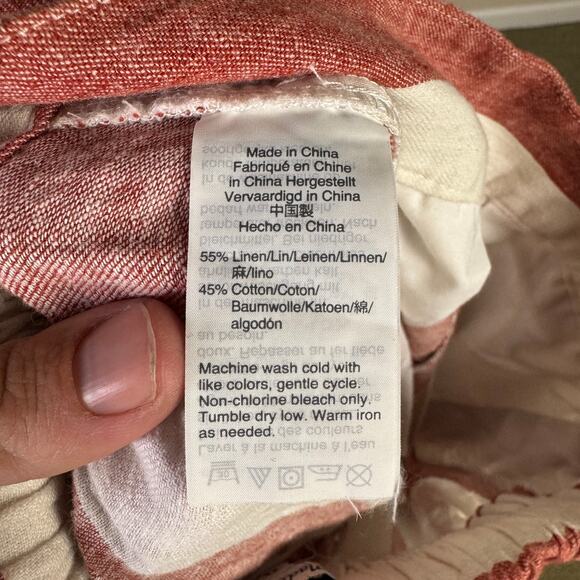 Made in China
Fabriqué en Chine
in China Hergestellt
Vervaardigd in China
中国製
Hecho en China
55% Linen/Lin/Leinen/Linnen/
麻/lino
45% Cotton/Coton/
Baumwolle/Katoen/綿/
algodón
Machine wash cold with
like colors, gentle cycle.
Non-chlorine bleach only.
Tumble dry low. Warm iron
as needed.